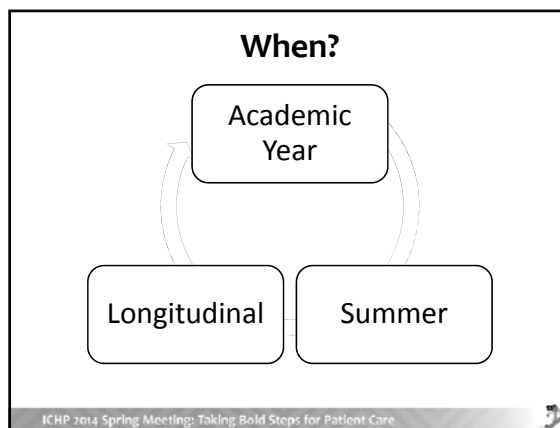 When?
Academic
Year
Longitudinal
Summer
ICHP 2014 Spring Meeting: Taking Bold Steps for Patient Care